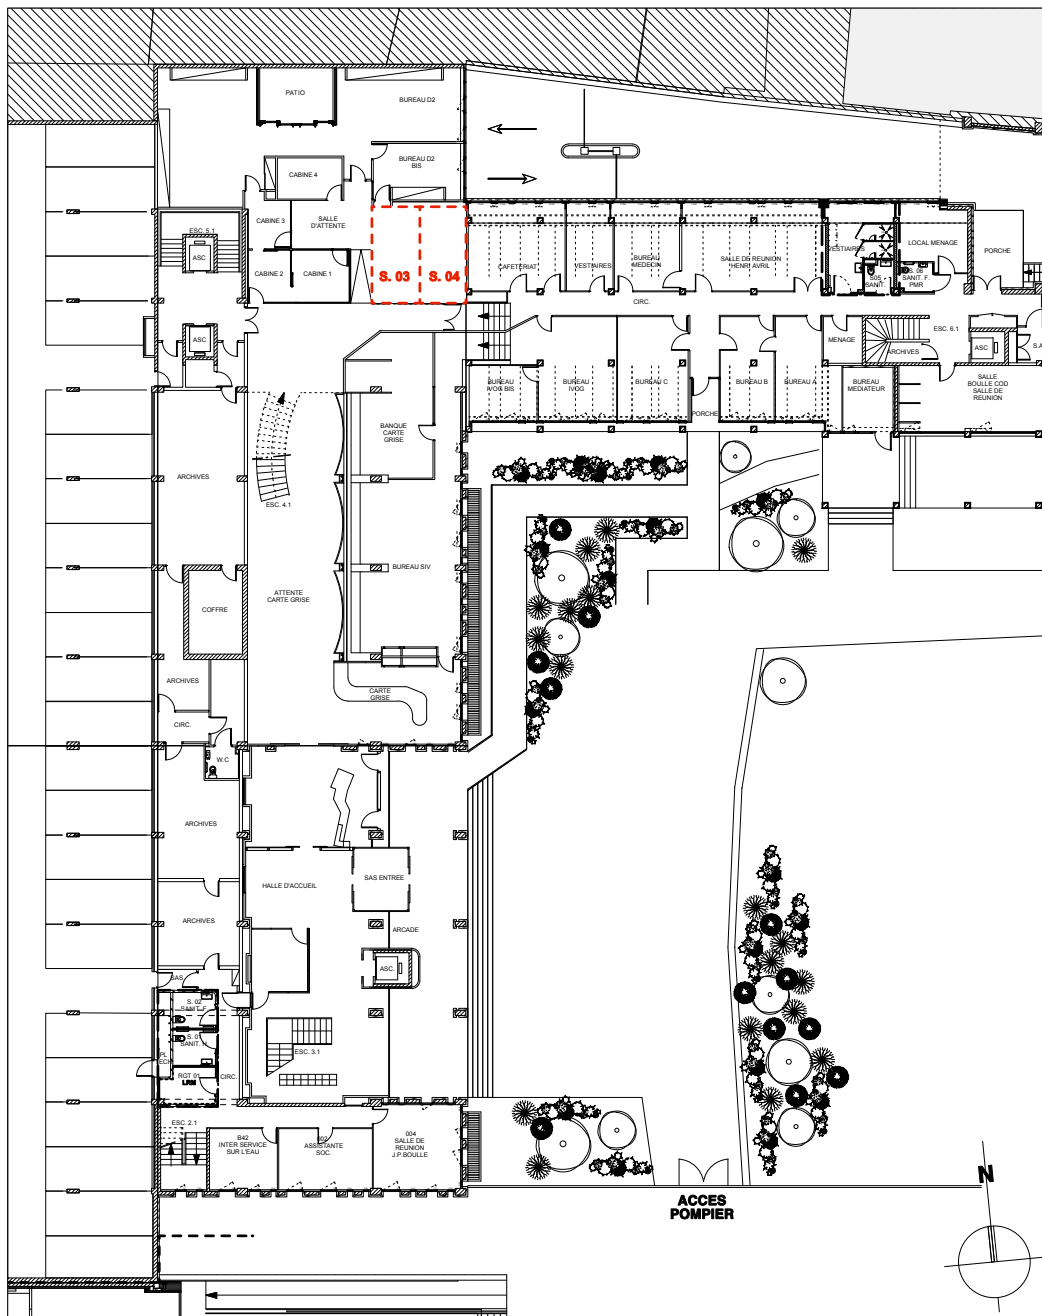 PATIO
BUREAU D2
BUREAU D2
BIS
CABINE 4
CABINE 3
SALLE
D'ATTENTE
ESC. 5.1
ASC
CABINE 2
CABINE 1
S. 03
S. 04
CAFETERIAT
VESTIAIRES
BUREAU
MEDECIN
SALLE DE REUNION
HENRI AVRIL
VESTIAIRES
S05
SANIT.
LOCAL MENAGE
S. 06
SANIT. F.
PMR
PORCHE
CIRC.
ASC
MENAGE
ESC. 6.1
ARCHIVES
ASC
S.A
BUREAU
IVOG BIS
BUREAU
IVOG
BUREAU C
PORCHE
BUREAU B
BUREAU A
BUREAU
MEDIATEUR
SALLE
BOULLE COD
SALLE DE
REUNION
BANQUE
CARTE
GRISE
ARCHIVES
ESC. 4.1
BUREAU SIV
COFFRE
ATTENTE
CARTE GRISE
ARCHIVES
CARTE
GRISE
CIRC.
W.C
ARCHIVES
HALLE D'ACCUEIL
SAS ENTREE
ARCHIVES
ARCADE
ASC.
SAS
S. 02
SANIT. F
S. 01
SANIT. H
PL
TECH
RGT 01
LRM
CIRC.
ESC. 3.1
ESC. 2.1
B42
INTER SERVICE
SUR L'EAU
002
ASSISTANTE
SOC.
004
SALLE DE
REUNION
J.P.BOULLE
ACCES
POMPIER
N